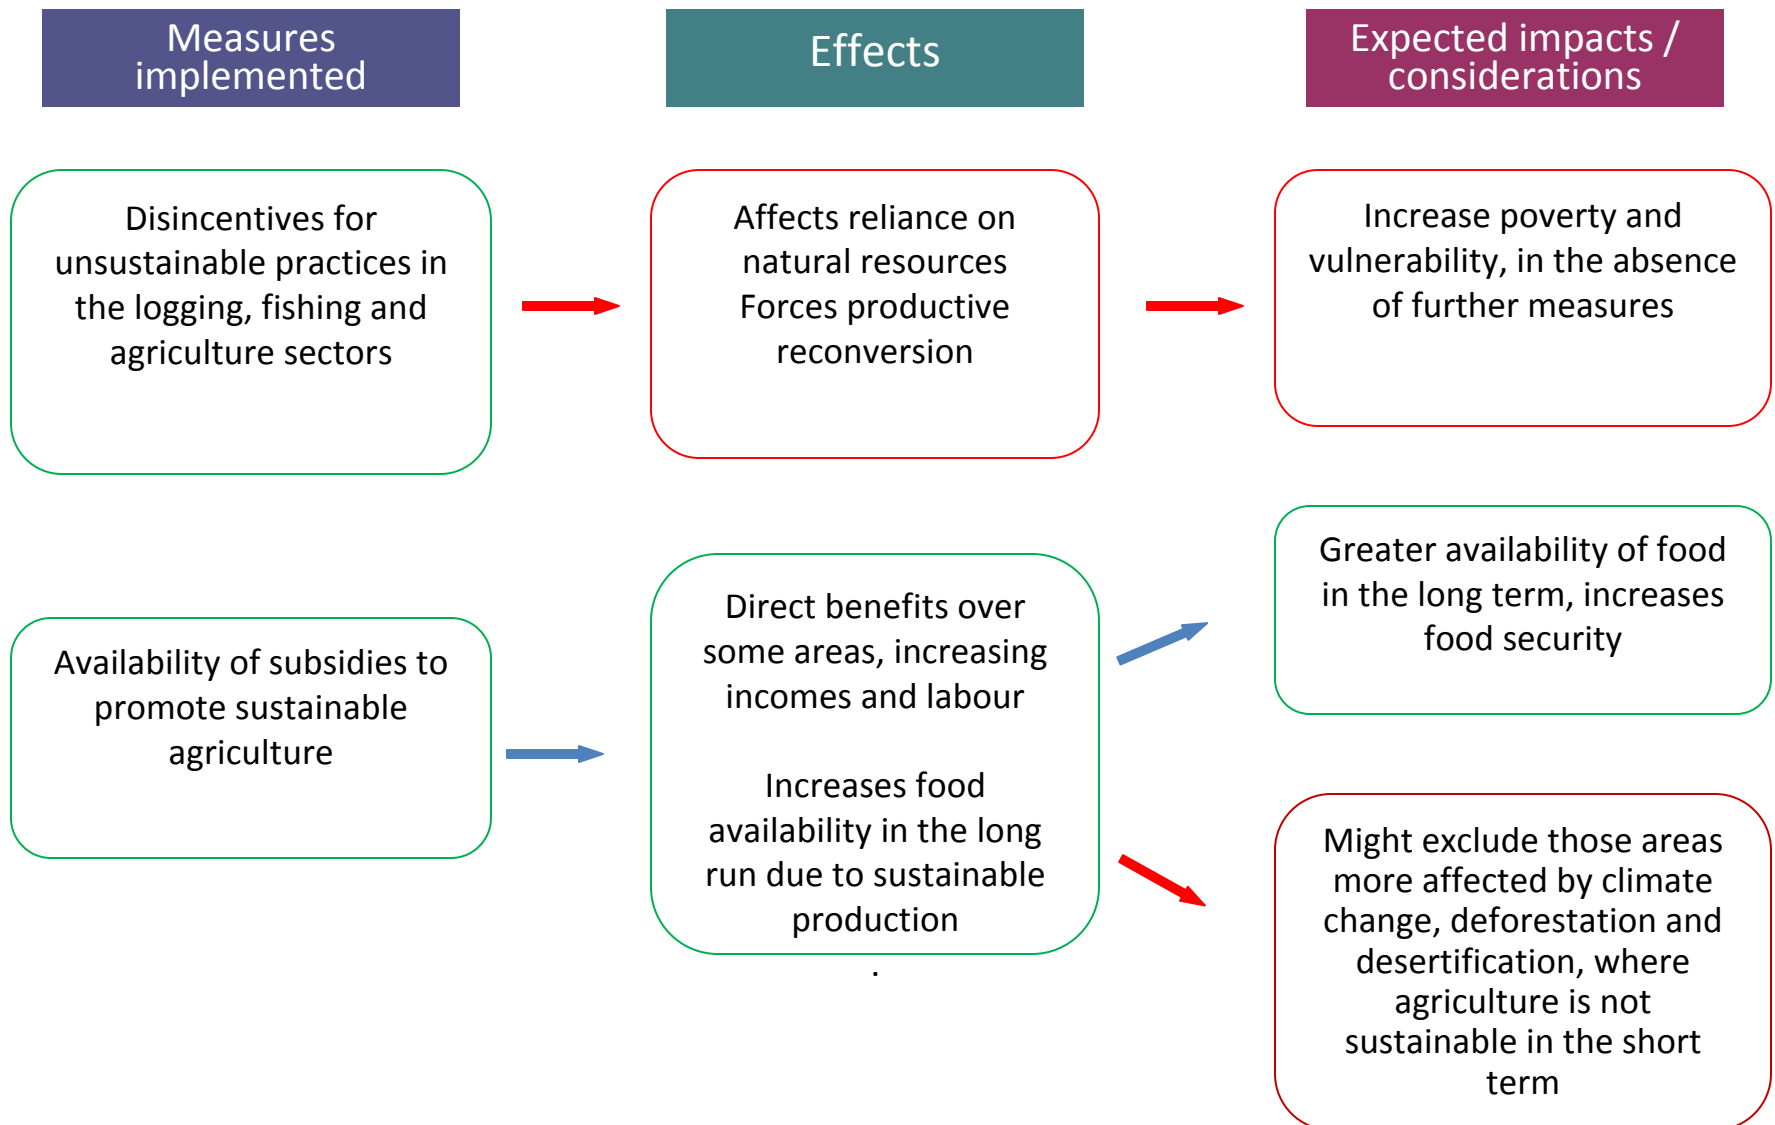 Measures
implemented
Effects
Expected impacts /
considerations
Disincentives for
unsustainable practices in
the logging, fishing and
agriculture sectors
Affects reliance on
natural resources
Forces productive
reconversion
Increase poverty and
vulnerability, in the absence
of further measures
Availability of subsidies to
promote sustainable
agriculture
Direct benefits over
some areas, increasing
incomes and labour
Increases food
availability in the long
run due to sustainable
production
.
Greater availability of food
in the long term, increases
food security
Might exclude those areas
more affected by climate
change, deforestation and
desertification, where
agriculture is not
sustainable in the short
term